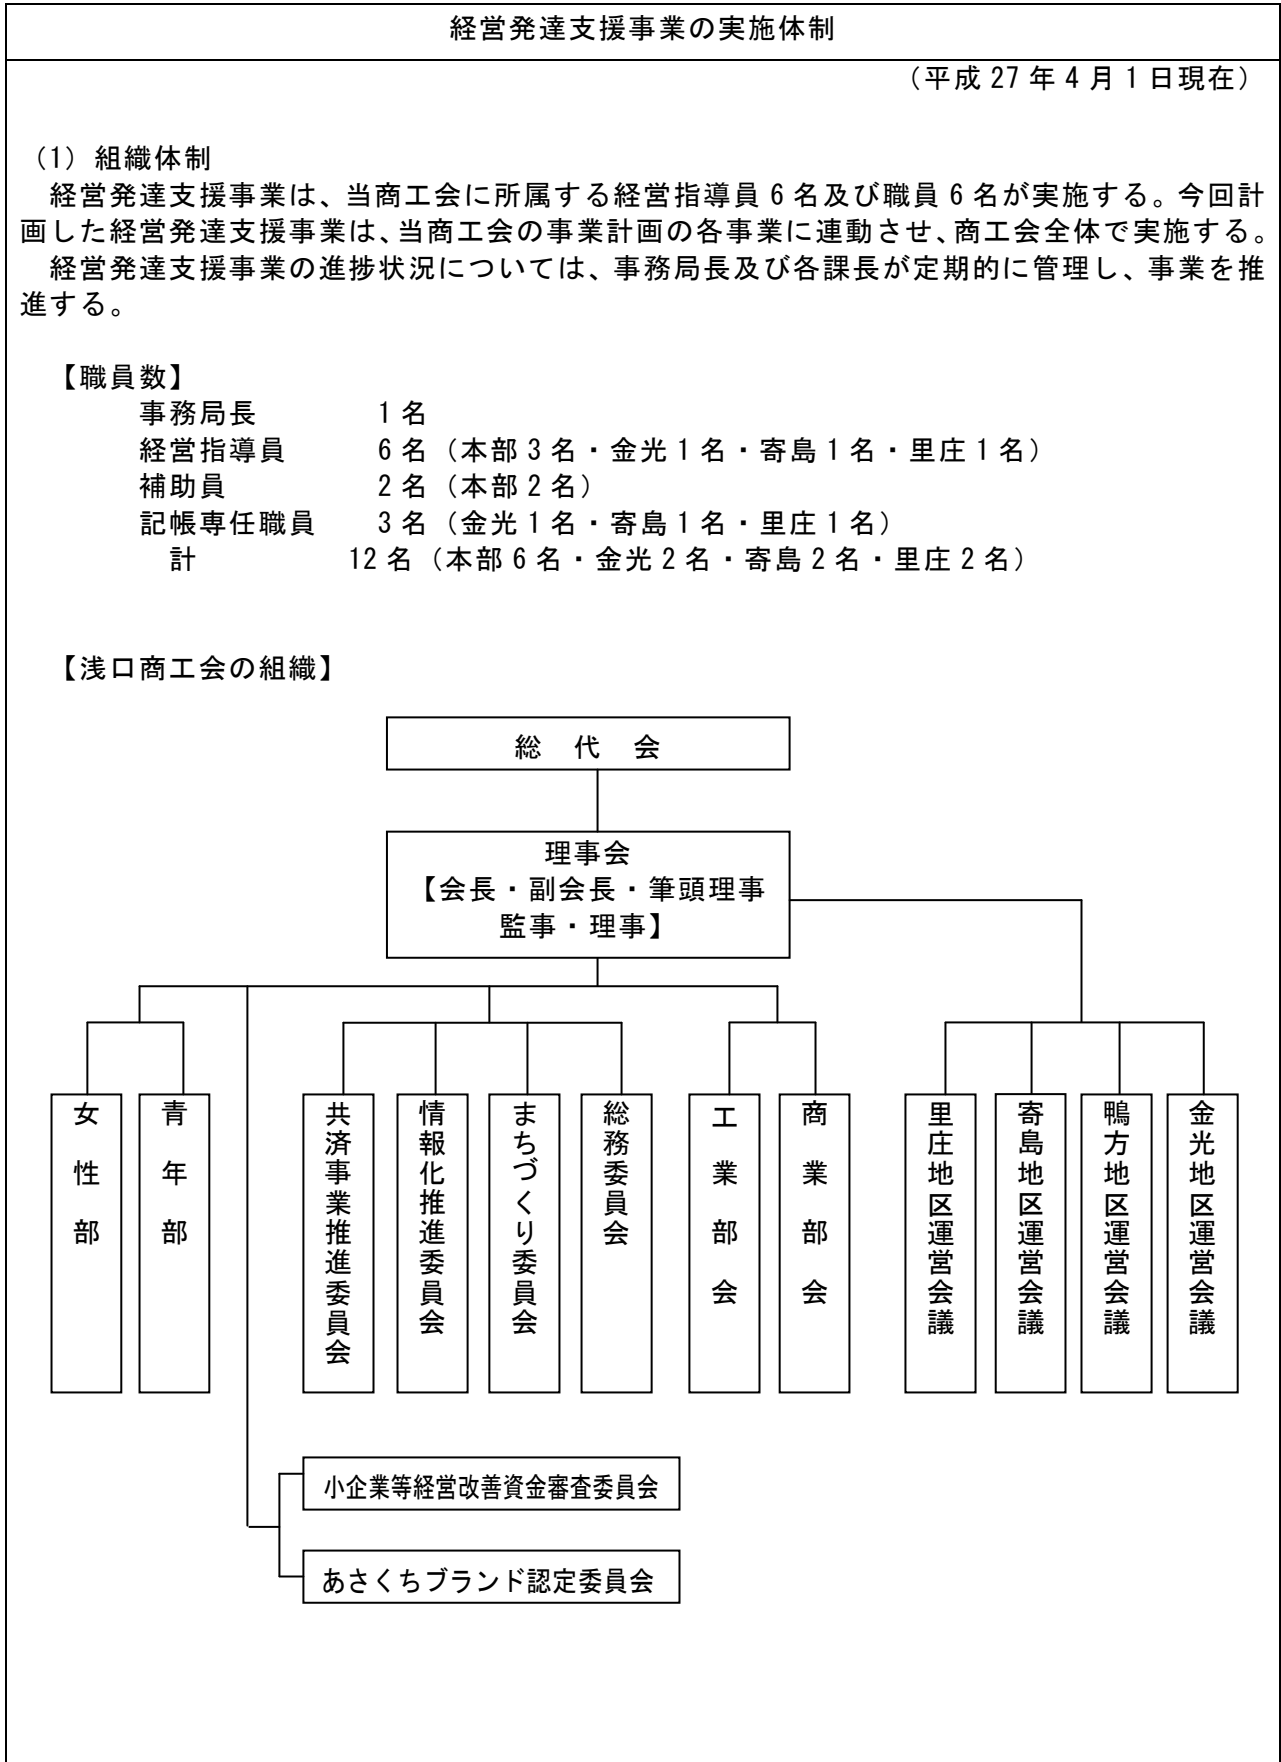 経営発達支援事業の実施体制
（平成 27 年 4 月 1 日現在）
（1）組織体制
経営発達支援事業は、当商工会に所属する経営指導員 6 名及び職員 6 名が実施する。今回計
画した経営発達支援事業は、当商工会の事業計画の各事業に連動させ、商工会全体で実施する。
経営発達支援事業の進捗状況については、事務局長及び各課長が定期的に管理し、事業を推
進する。
【職員数】
事務局長 1 名
経営指導員 6 名（本部 3 名・金光 1 名・寄島 1 名・里庄 1 名）
補助員 2 名（本部 2 名）
記帳専任職員 3 名（金光 1 名・寄島 1 名・里庄 1 名）
計 12 名（本部 6 名・金光 2 名・寄島 2 名・里庄 2 名）
【浅口商工会の組織】
総 代 会
理事会
【会長・副会長・筆頭理事
監事・理事】
女性部
青年部
共済事業推進委員会
情報化推進委員会
まちづくり委員会
総務委員会
工業部会
商業部会
里庄地区運営会議
寄島地区運営会議
鴨方地区運営会議
金光地区運営会議
小企業等経営改善資金審査委員会
あさくちブランド認定委員会